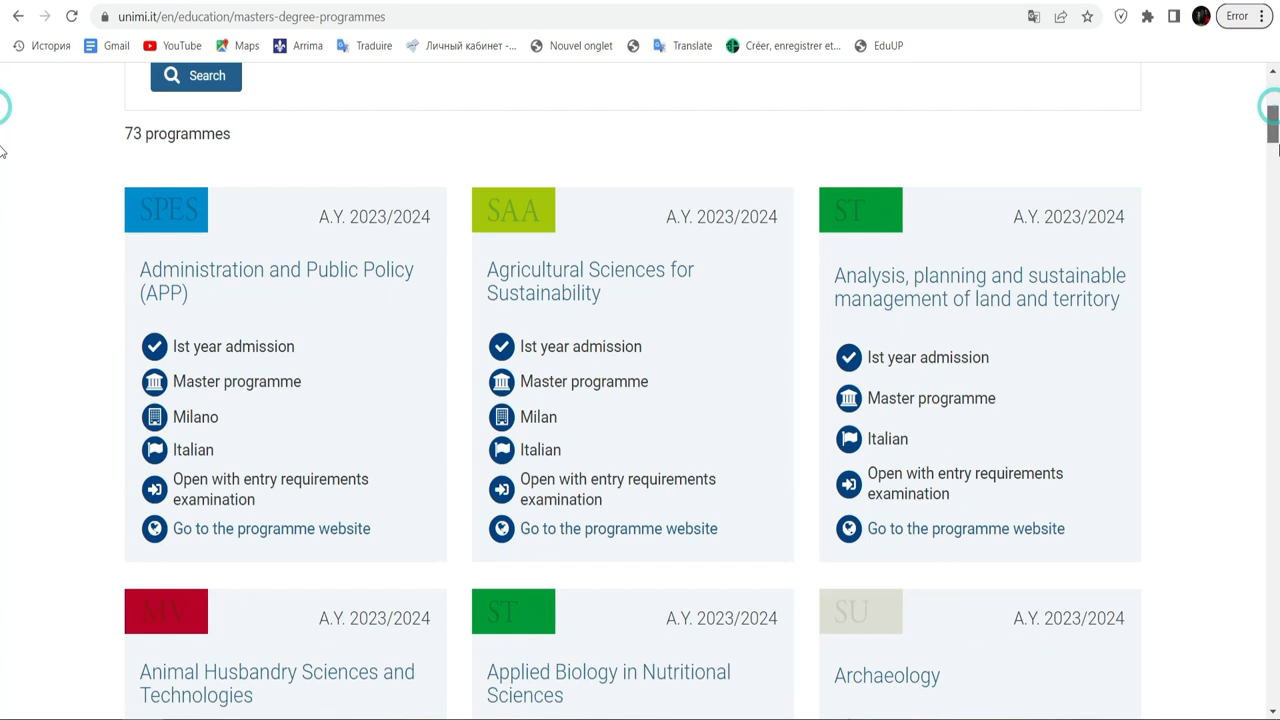 unimi.it/en/education/masters-degree-programmes
Error
История
Gmail
YouTube
Maps
Arrima
Traduire
Личный кабинет -...
Nouvel onglet
Translate
Créer, enregistrer et...
EduUP
Search
73 programmes
SPES
A.Y. 2023/2024
Administration and Public Policy
(APP)
Ist year admission
Master programme
Milano
Italian
Open with entry requirements
examination
Go to the programme website
SAA
A.Y. 2023/2024
Agricultural Sciences for
Sustainability
Ist year admission
Master programme
Milan
Italian
Open with entry requirements
examination
Go to the programme website
ST
A.Y. 2023/2024
Analysis, planning and sustainable
management of land and territory
Ist year admission
Master programme
Italian
Open with entry requirements
examination
Go to the programme website
MV
A.Y. 2023/2024
Animal Husbandry Sciences and
Technologies
ST
A.Y. 2023/2024
Applied Biology in Nutritional
Sciences
SU
A.Y. 2023/2024
Archaeology